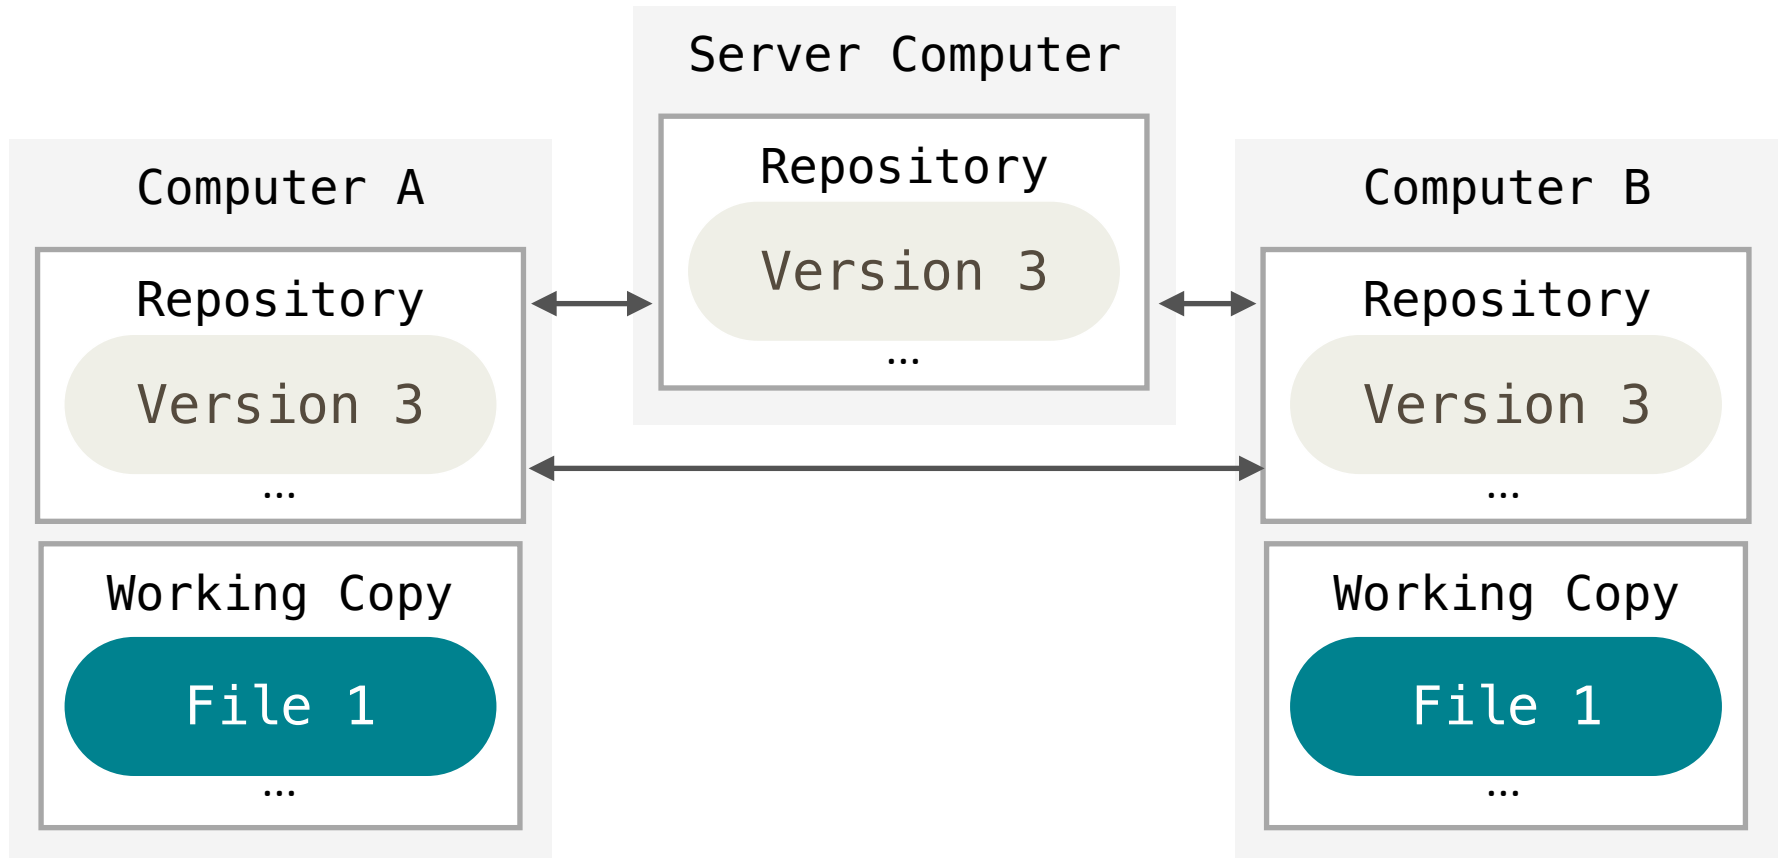 Server Computer
Repository
Version 3
...
Computer A
Repository
Version 3
...
Working Copy
File 1
...
Computer B
Repository
Version 3
...
Working Copy
File 1
...